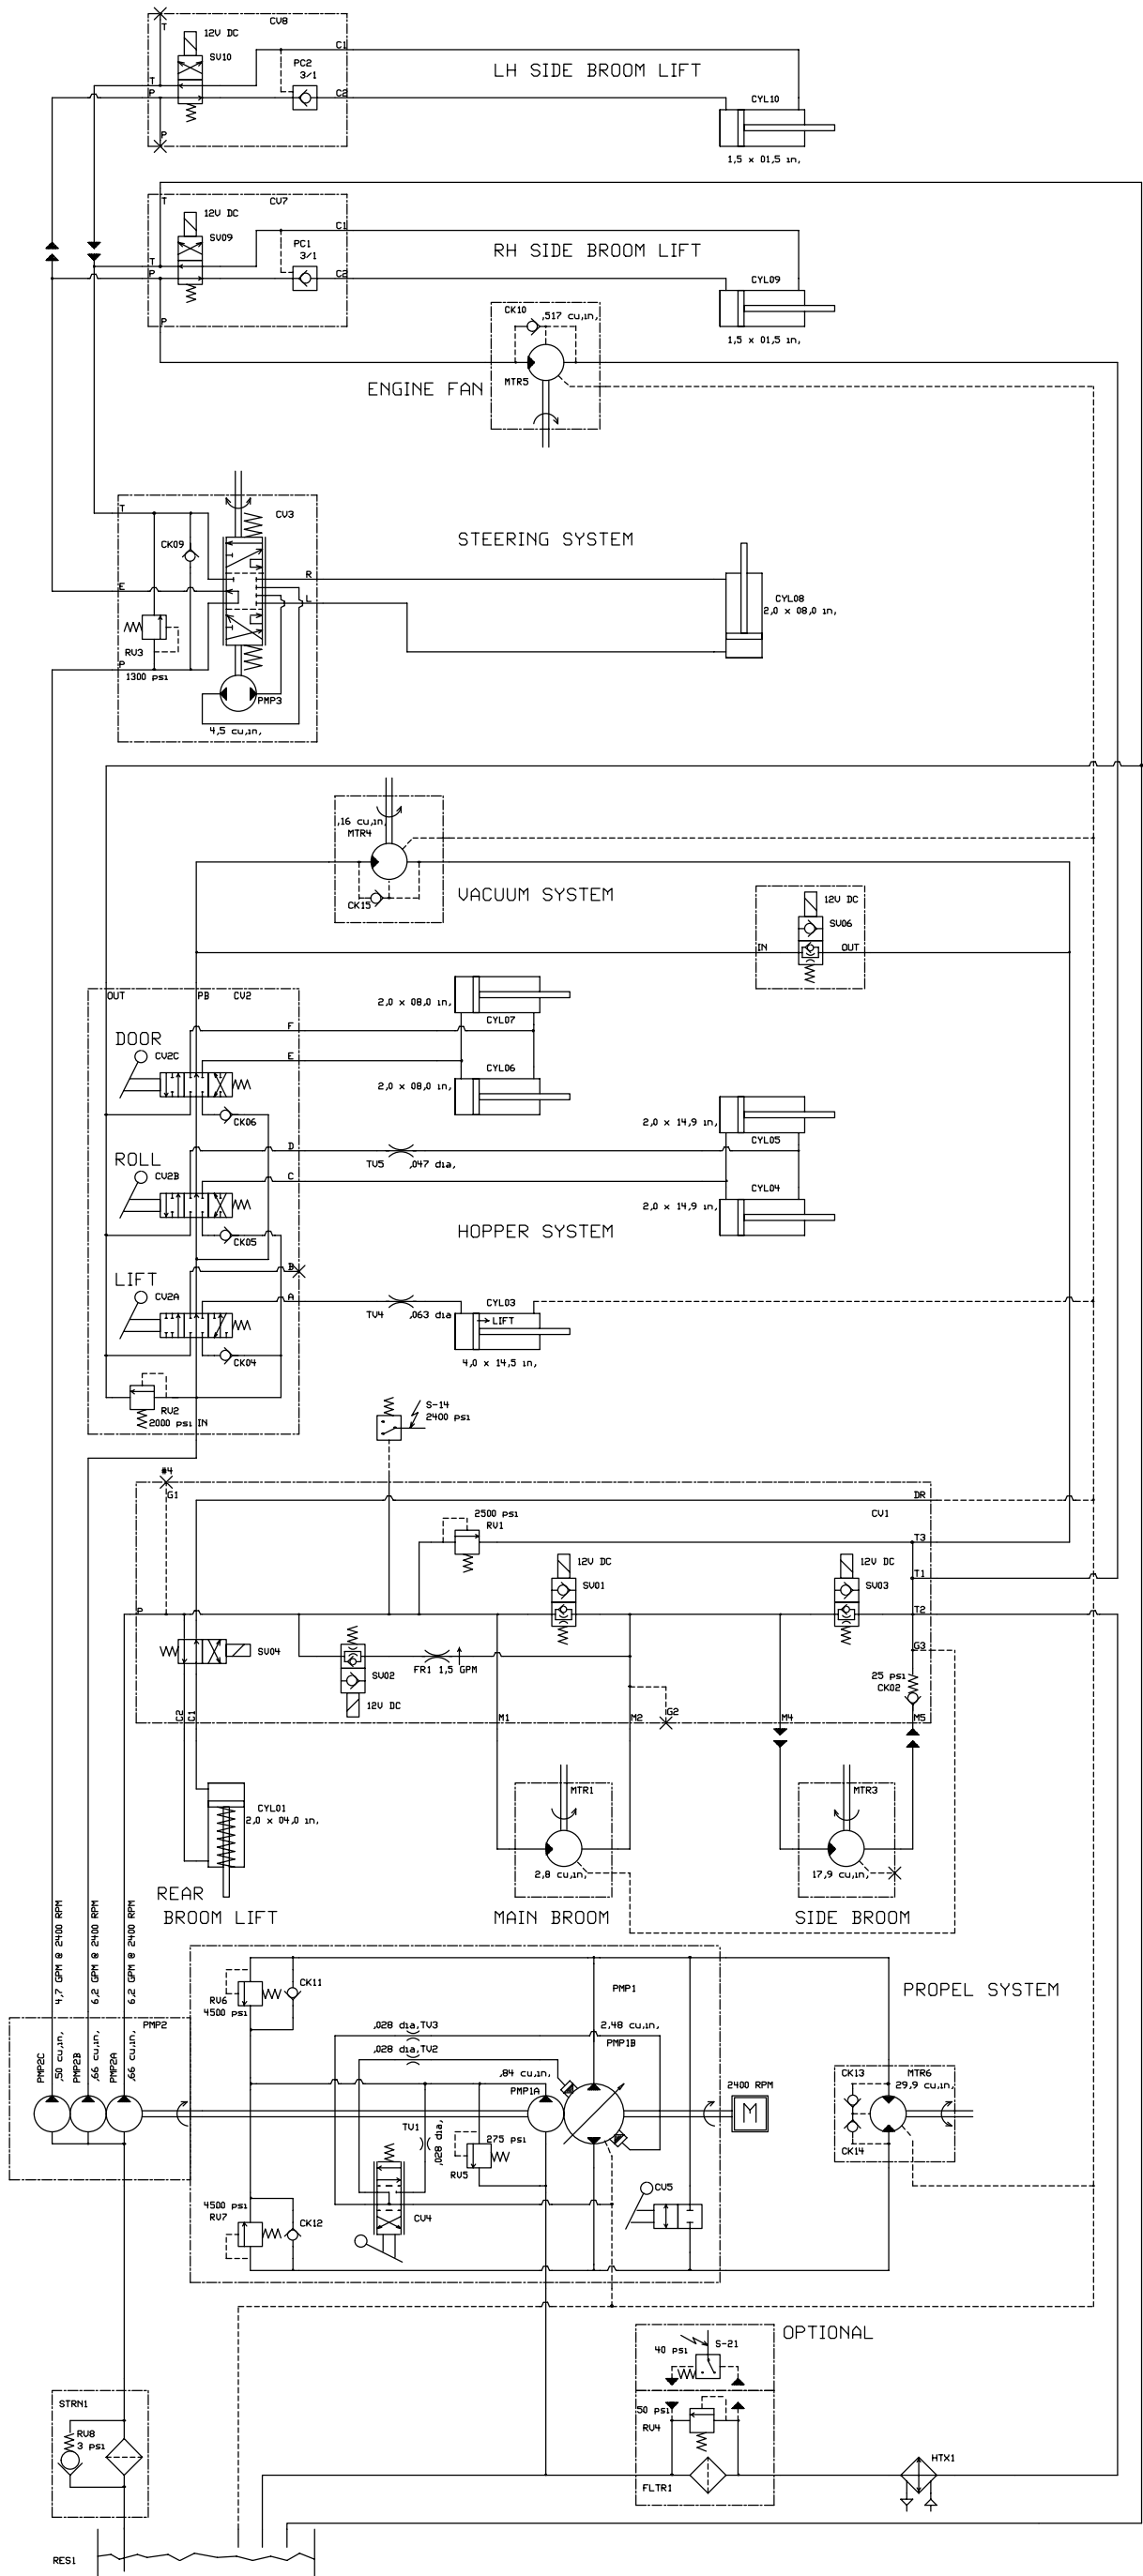 T
CV8
12V DC
SV10
C1
PC2
3/1
LH SIDE BROOM LIFT
T
P
C2
CYL10
P
1,5 x 01,5 in,
T
CV7
12V DC
SV09
C1
PC1
3/1
RH SIDE BROOM LIFT
T
P
C2
CYL09
CK10
,517 cu,in,
P
1,5 x 01,5 in,
MTR5
ENGINE FAN
T
CV3
CK09
STEERING SYSTEM
R
E
L
CYL08
2,0 x 08,0 in,
RV3
P
1300 psi
PMP3
4,5 cu,in,
,16 cu,in,
MTR4
CK15
VACUUM SYSTEM
12V DC
SV06
IN
OUT
OUT
PB
CV2
2,0 x 08,0 in,
CYL07
F
DOOR
CV2C
E
CYL06
2,0 x 08,0 in,
CK06
2,0 x 14,9 in,
CYL05
D
TV5
,047 dia,
ROLL
CV2B
C
CYL04
2,0 x 14,9 in,
CK05
HOPPER SYSTEM
B
LIFT
CV2A
A
TV4
,063 dia
CYL03
LIFT
CK04
4,0 x 14,5 in,
RV2
2000 psi IN
S-14
2400 psi
#4
G1
DR
2500 psi
RV1
CV1
T3
12V DC
SV01
12V DC
SV03
T1
P
T2
SV04
SV02
FR1 1,5 GPM
G3
25 psi
CK02
12V DC
C2
C1
M1
M2
G2
M4
M5
CYL01
2,0 x 04,0 in,
MTR1
MTR3
2,8 cu,in,
17,9 cu,in,
REAR
BROOM LIFT
MAIN BROOM
SIDE BROOM
4,7 GPM @ 2400 RPM
6,2 GPM @ 2400 RPM
6,2 GPM @ 2400 RPM
RV6
4500 psi
CK11
PMP1
PROPEL SYSTEM
PMP2
,028 dia,TV3
2,48 cu,in,
PMP1B
,028 dia,TV2
PMP2C
,50 cu,in,
PMP2B
,66 cu,in,
PMP2A
,66 cu,in,
,84 cu,in,
PMP1A
2400 RPM
M
CK13
MTR6
29,9 cu,in,
CK14
TV1
,028 dia,
275 psi
RV5
4500 psi
RV7
CK12
CV4
CV5
OPTIONAL
40 psi
S-21
STRN1
RV8
3 psi
50 psi
RV4
FLTR1
HTX1
RES1